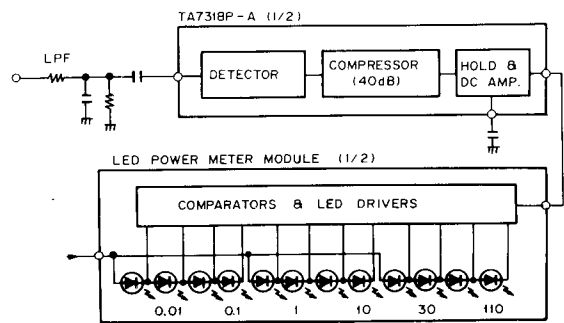 TA7318P-A (1/2)
LPF
DETECTOR
COMPRESSOR
(40dB)
HOLD &
DC AMP.
LED POWER METER MODULE (1/2)
COMPARATORS & LED DRIVERS
0.01 0.1 1 10 30 110